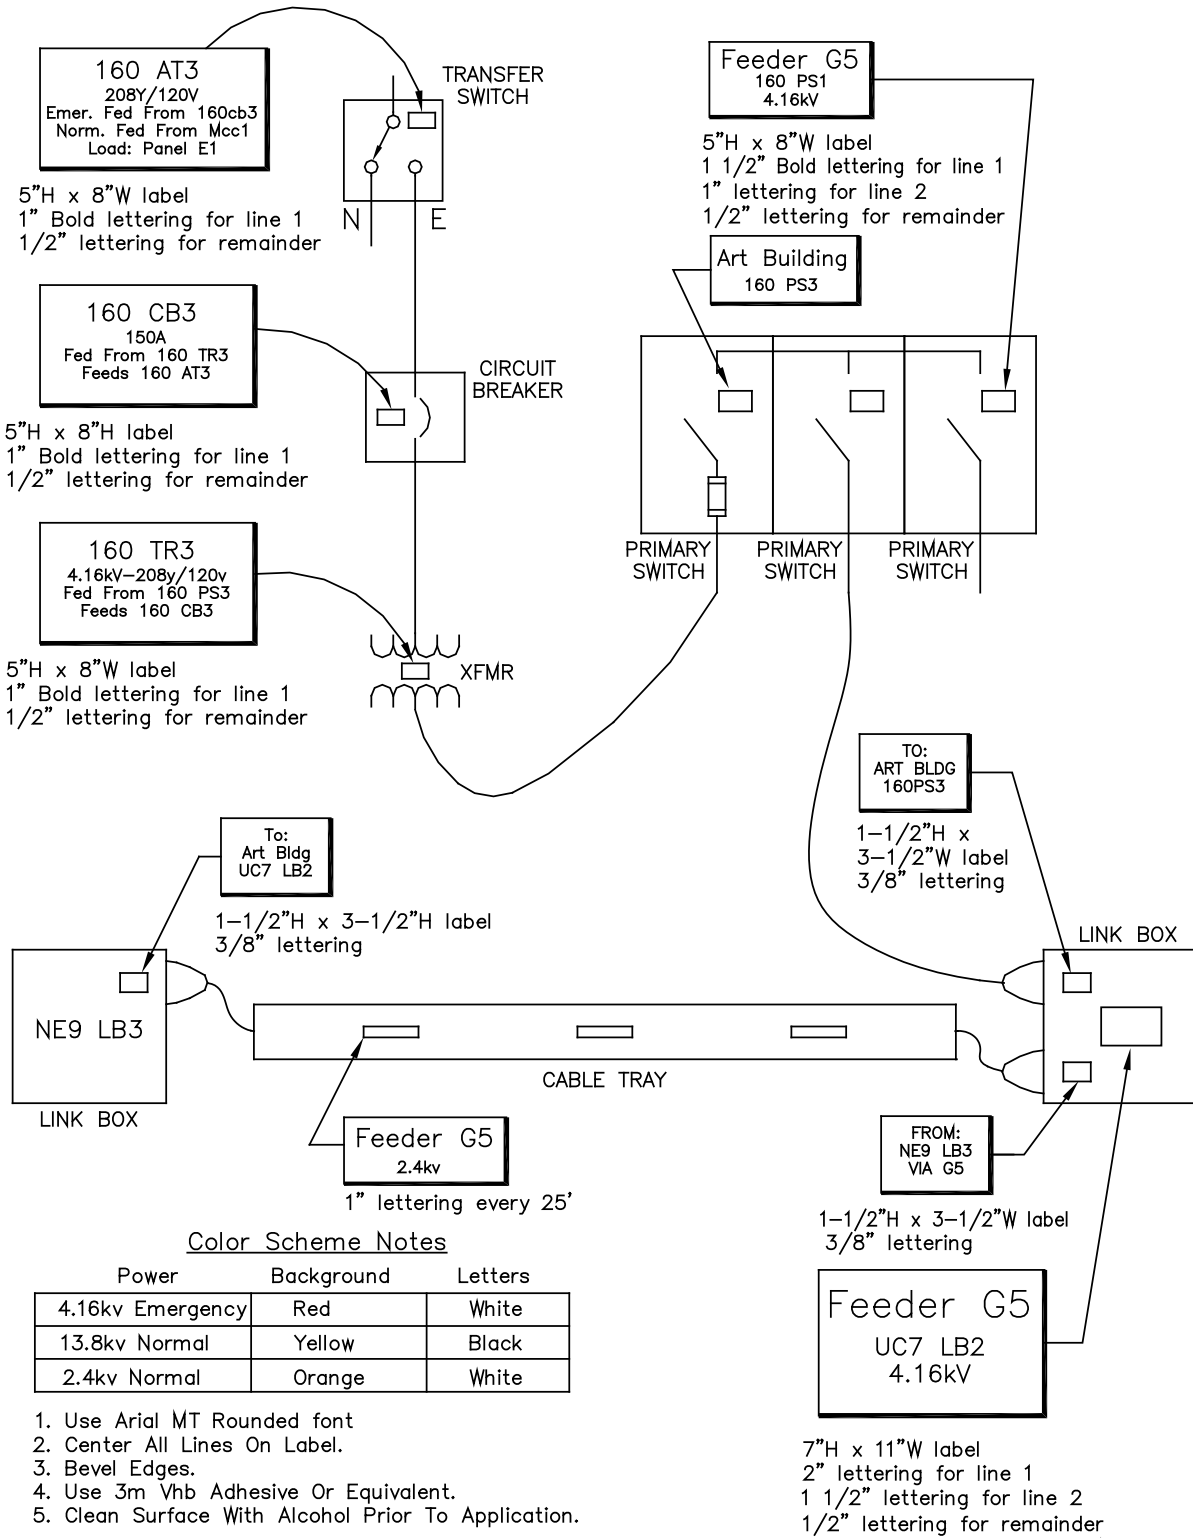 160 AT3
208Y/120V
Emer. Fed From 160cb3
Norm. Fed From Mcc1
Load: Panel E1
5"H x 8"W label
1" Bold lettering for line 1
1/2" lettering for remainder
TRANSFER
SWITCH
N
E
160 CB3
150A
Fed From 160 TR3
Feeds 160 AT3
5"H x 8"H label
1" Bold lettering for line 1
1/2" lettering for remainder
CIRCUIT
BREAKER
160 TR3
4.16kV-208y/120v
Fed From 160 PS3
Feeds 160 CB3
5"H x 8"W label
1" Bold lettering for line 1
1/2" lettering for remainder
XFMR
Feeder G5
160 PS1
4.16kV
5"H x 8"W label
1 1/2" Bold lettering for line 1
1" lettering for line 2
1/2" lettering for remainder
Art Building
160 PS3
PRIMARY
SWITCH
PRIMARY
SWITCH
PRIMARY
SWITCH
TO:
ART BLDG
160PS3
1-1/2"H x
3-1/2"W label
3/8" lettering
To:
Art Bldg
UC7 LB2
1-1/2"H x 3-1/2"H label
3/8" lettering
NE9 LB3
LINK BOX
LINK BOX
CABLE TRAY
Feeder G5
2.4kv
1" lettering every 25'
FROM:
NE9 LB3
VIA G5
1-1/2"H x 3-1/2"W label
3/8" lettering
Feeder G5
UC7 LB2
4.16kV
7"H x 11"W label
2" lettering for line 1
1 1/2" lettering for line 2
1/2" lettering for remainder
Color Scheme Notes
Power Background Letters
4.16kv Emergency Red White
13.8kv Normal Yellow Black
2.4kv Normal Orange White
1. Use Arial MT Rounded font
2. Center All Lines On Label.
3. Bevel Edges.
4. Use 3m Vhb Adhesive Or Equivalent.
5. Clean Surface With Alcohol Prior To Application.